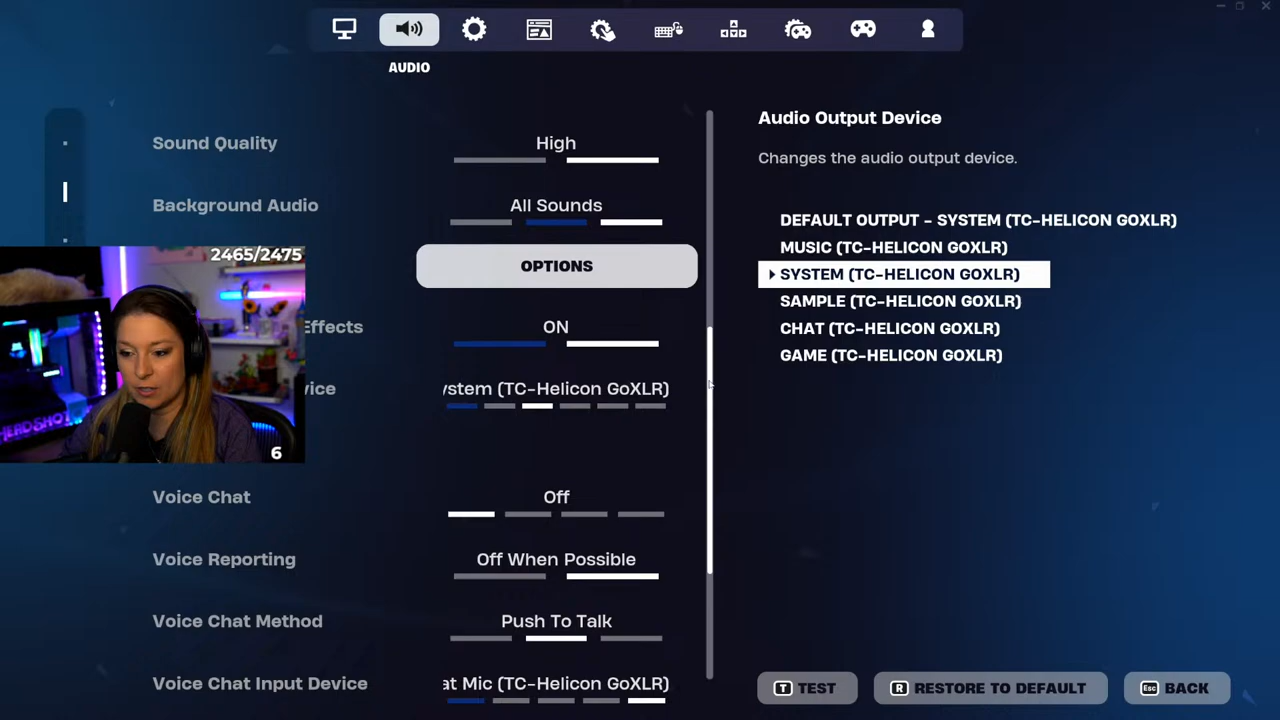 AUDIO
Sound Quality
High
Background Audio
All Sounds
OPTIONS
Effects
ON
vice
ystem (TC-Helicon GoXLR)
Voice Chat
Off
Voice Reporting
Off When Possible
Voice Chat Method
Push To Talk
Voice Chat Input Device
at Mic (TC-Helicon GoXLR)
2465/2475
HERDSHOT
6
Audio Output Device
Changes the audio output device.
DEFAULT OUTPUT - SYSTEM (TC-HELICON GOXLR)
MUSIC (TC-HELICON GOXLR)
SYSTEM (TC-HELICON GOXLR)
SAMPLE (TC-HELICON GOXLR)
CHAT (TC-HELICON GOXLR)
GAME (TC-HELICON GOXLR)
T TEST
R RESTORE TO DEFAULT
Esc BACK